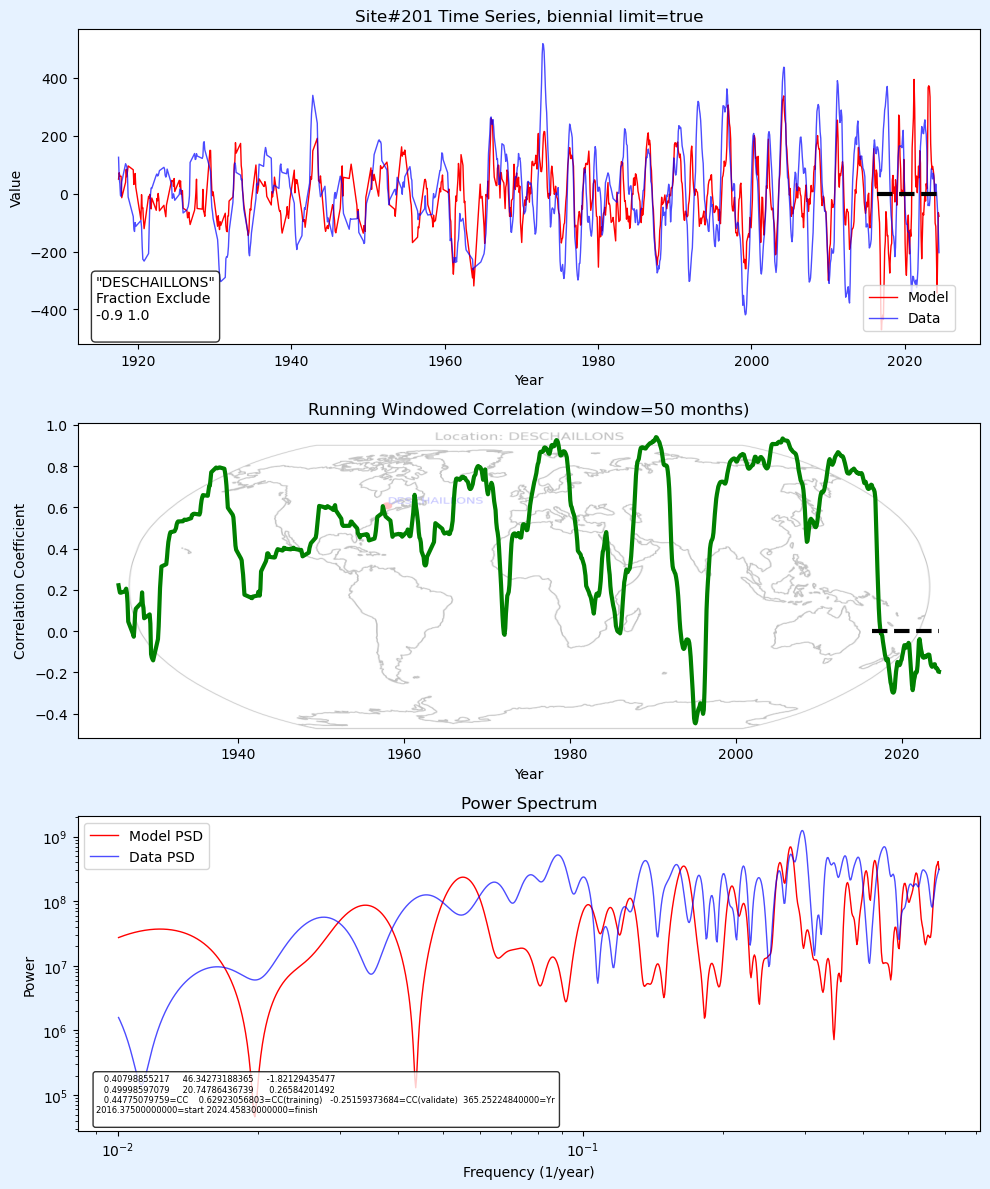 Site#201 Time Series, biennial limit=true
400
200
0
−200
−400
Value
"DESCHAILLONS"
Fraction Exclude
-0.9 1.0
Model
Data
1920
1940
1960
1980
2000
2020
Year
Running Windowed Correlation (window=50 months)
Location: DESCHAILLONS
DESCHAILLONS
1.0
0.8
0.6
0.4
0.2
0.0
−0.2
−0.4
Correlation Coefficient
1940
1960
1980
2000
2020
Year
Power Spectrum
Model PSD
Data PSD
10⁹
10⁸
10⁷
10⁶
10⁵
Power
0.40798855217 46.34273188365 -1.82129435477
0.49998597079 20.74786436739 0.26584201492
0.44775079759=CC 0.62923056803=CC(training) -0.25159373684=CC(validate) 365.25224840000=Yr
2016.37500000000=start 2024.45830000000=finish
10⁻²
10⁻¹
Frequency (1/year)